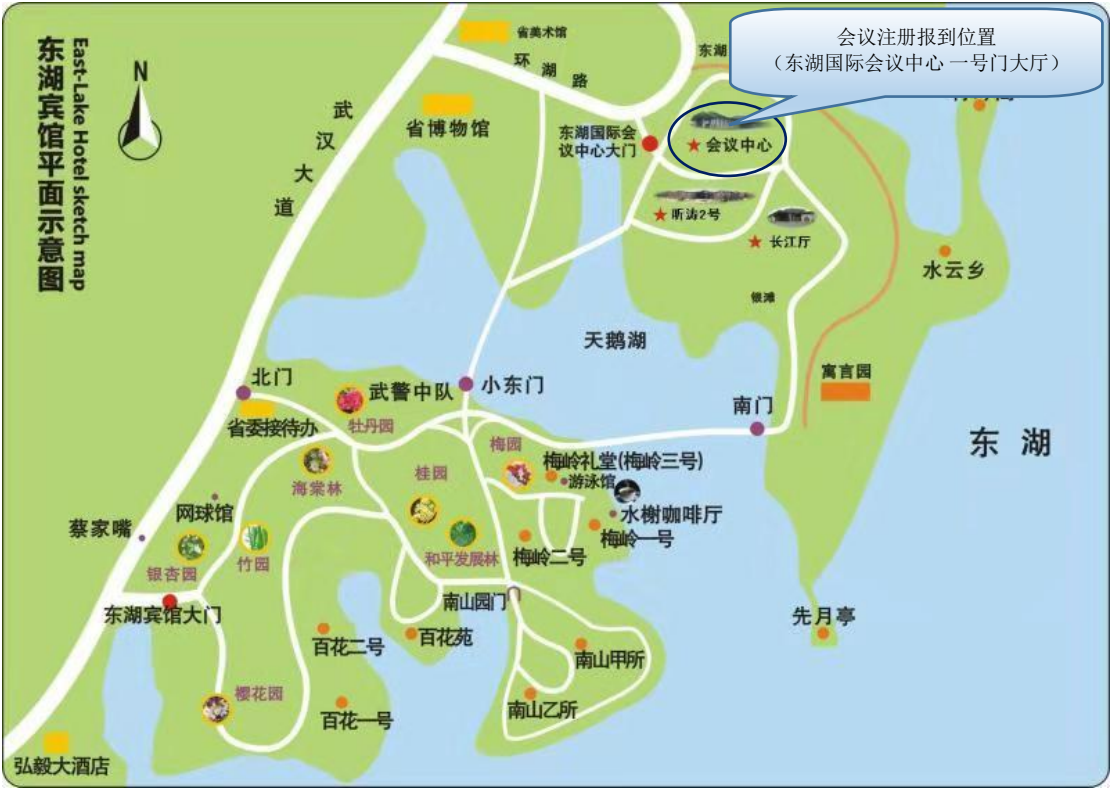 东湖宾馆平面示意图
East-Lake Hotel sketch map
N
武汉大道
省美术馆
环湖路
省博物馆
东湖
会议注册报到位置
（东湖国际会议中心 一号门大厅）
东湖国际会
议中心大门
★ 会议中心
★ 听涛2号
★ 长江厅
水云乡
银滩
天鹅湖
寓言园
北门
武警中队
小东门
南门
省委接待办
牡丹园
东 湖
梅园
梅岭礼堂(梅岭三号)
游泳馆
桂园
海棠林
水榭咖啡厅
网球馆
梅岭一号
蔡家嘴
竹园
和平发展林
梅岭二号
银杏园
南山园门
东湖宾馆大门
先月亭
百花二号
百花苑
南山甲所
樱花园
南山乙所
百花一号
弘毅大酒店